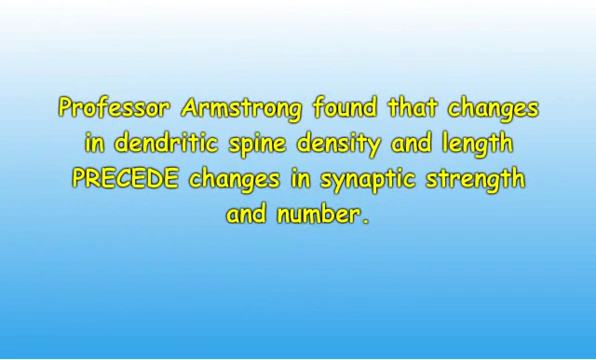 Professor Armstrong found that changes
in dendritic spine density and length
PRECEDE changes in synaptic strength
and number.